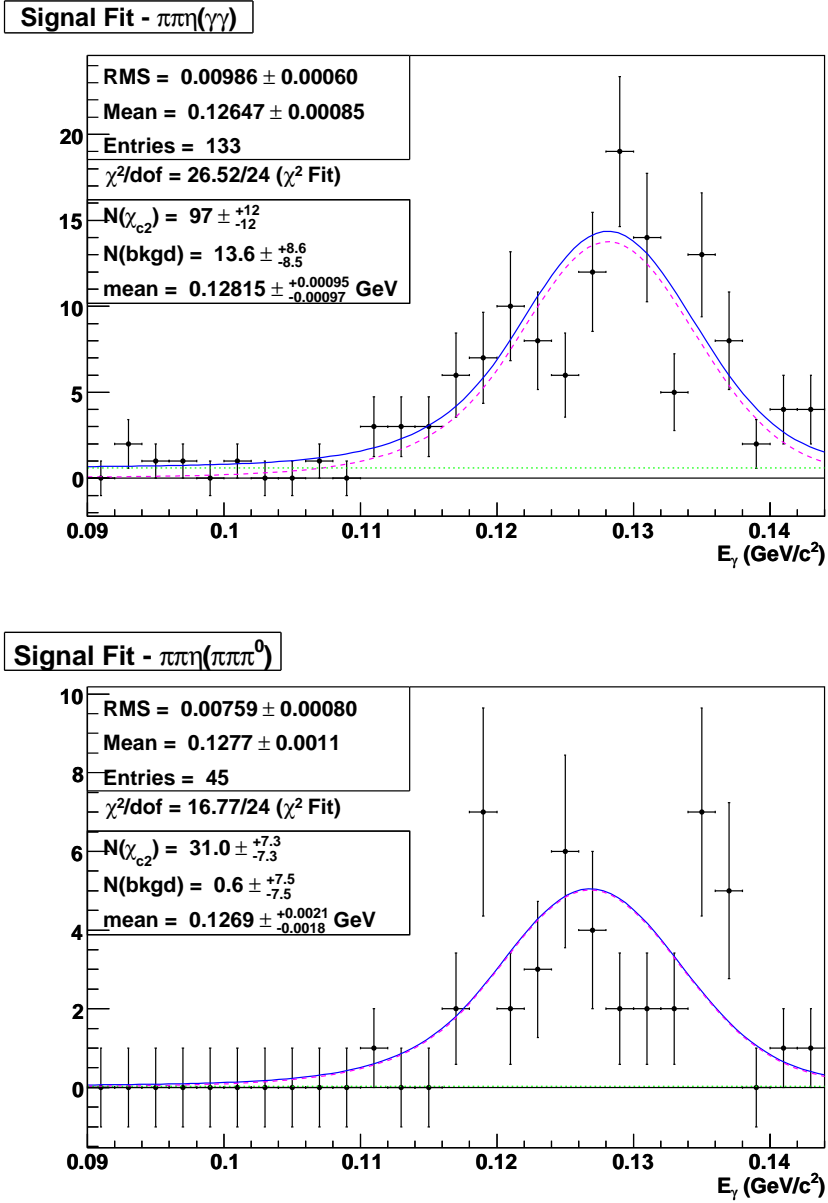 Signal Fit - ππη(γγ)
RMS = 0.00986 ± 0.00060
Mean = 0.12647 ± 0.00085
Entries = 133
χ²/dof = 26.52/24 (χ² Fit)
N(χ_c2) = 97 ± +12 -12
N(bkgd) = 13.6 ± +8.6 -8.5
mean = 0.12815 ± +0.00095 -0.00097 GeV
20
15
10
5
0
0.09 0.1 0.11 0.12 0.13 0.14
E_γ (GeV/c²)
Signal Fit - ππη(πππ⁰)
RMS = 0.00759 ± 0.00080
Mean = 0.1277 ± 0.0011
Entries = 45
χ²/dof = 16.77/24 (χ² Fit)
N(χ_c2) = 31.0 ± +7.3 -7.3
N(bkgd) = 0.6 ± +7.5 -7.5
mean = 0.1269 ± +0.0021 -0.0018 GeV
10
8
6
4
2
0
0.09 0.1 0.11 0.12 0.13 0.14
E_γ (GeV/c²)